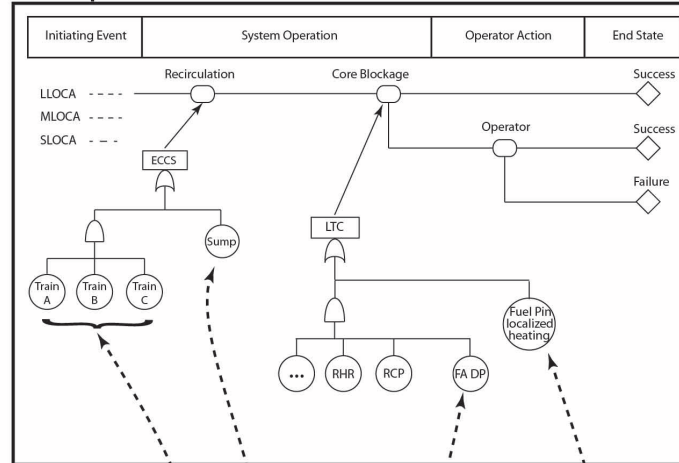 Initiating Event
System Operation
Operator Action
End State
Recirculation
Core Blockage
Success
LLOCA
MLOCA
SLOCA
Operator
Success
ECCS
Failure
LTC
Sump
Train
A
Train
B
Train
C
Fuel Pin
localized
heating
...
RHR
RCP
FA DP